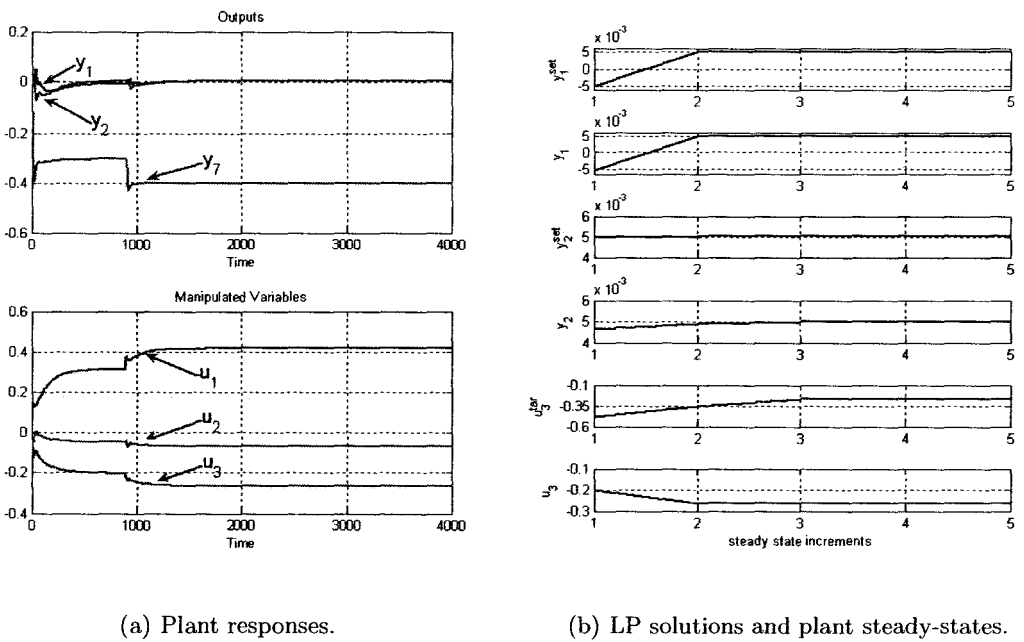 Outputs
0.2
0
-0.2
-0.4
-0.6
y1
y2
y7
0 1000 2000 3000 4000
Time
Manipulated Variables
0.6
0.4
0.2
0
-0.2
-0.4
u1
u2
u3
0 1000 2000 3000 4000
Time
(a) Plant responses.
x 10^-3
y1^set
5
0
-5
1 2 3 4 5
x 10^-3
y1
5
0
-5
1 2 3 4 5
x 10^-3
y2^set
6
5
4
1 2 3 4 5
x 10^-3
y2
6
5
4
1 2 3 4 5
u3^tar
-0.1
-0.35
-0.6
1 2 3 4 5
u3
-0.1
-0.2
-0.3
1 2 3 4 5
steady state increments
(b) LP solutions and plant steady-states.